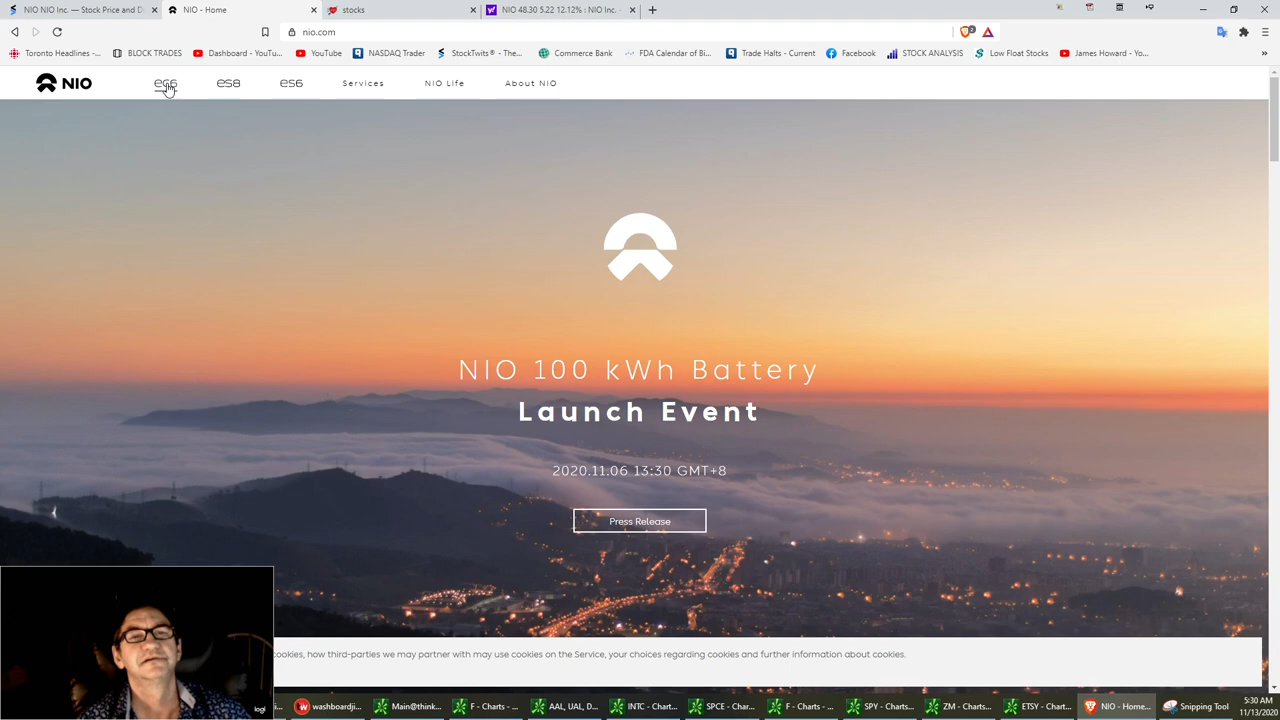 NIO NIO Inc. — Stock Price and D
NIO - Home
stocks
NIO 48.30 5.22 12.12% : NIO Inc. -
nio.com
Toronto Headlines -...
BLOCK TRADES
Dashboard - YouTu...
YouTube
NASDAQ Trader
StockTwits® - The...
Commerce Bank
FDA Calendar of Bi...
Trade Halts - Current
Facebook
STOCK ANALYSIS
Low Float Stocks
James Howard - Yo...
NIO
ec6
es8
es6
Services
NIO Life
About NIO
NIO 100 kWh Battery
Launch Event
2020.11.06 13:30 GMT+8
Press Release
cookies, how third-parties we may partner with may use cookies on the Service, your choices regarding cookies and further information about cookies.
logi
washboardji...
Main@think...
F - Charts - ...
AAL, UAL, D...
INTC - Chart...
SPCE - Char...
F - Charts - ...
SPY - Charts...
ZM - Charts...
ETSY - Chart...
NIO - Home...
Snipping Tool
5:30 AM
11/13/2020